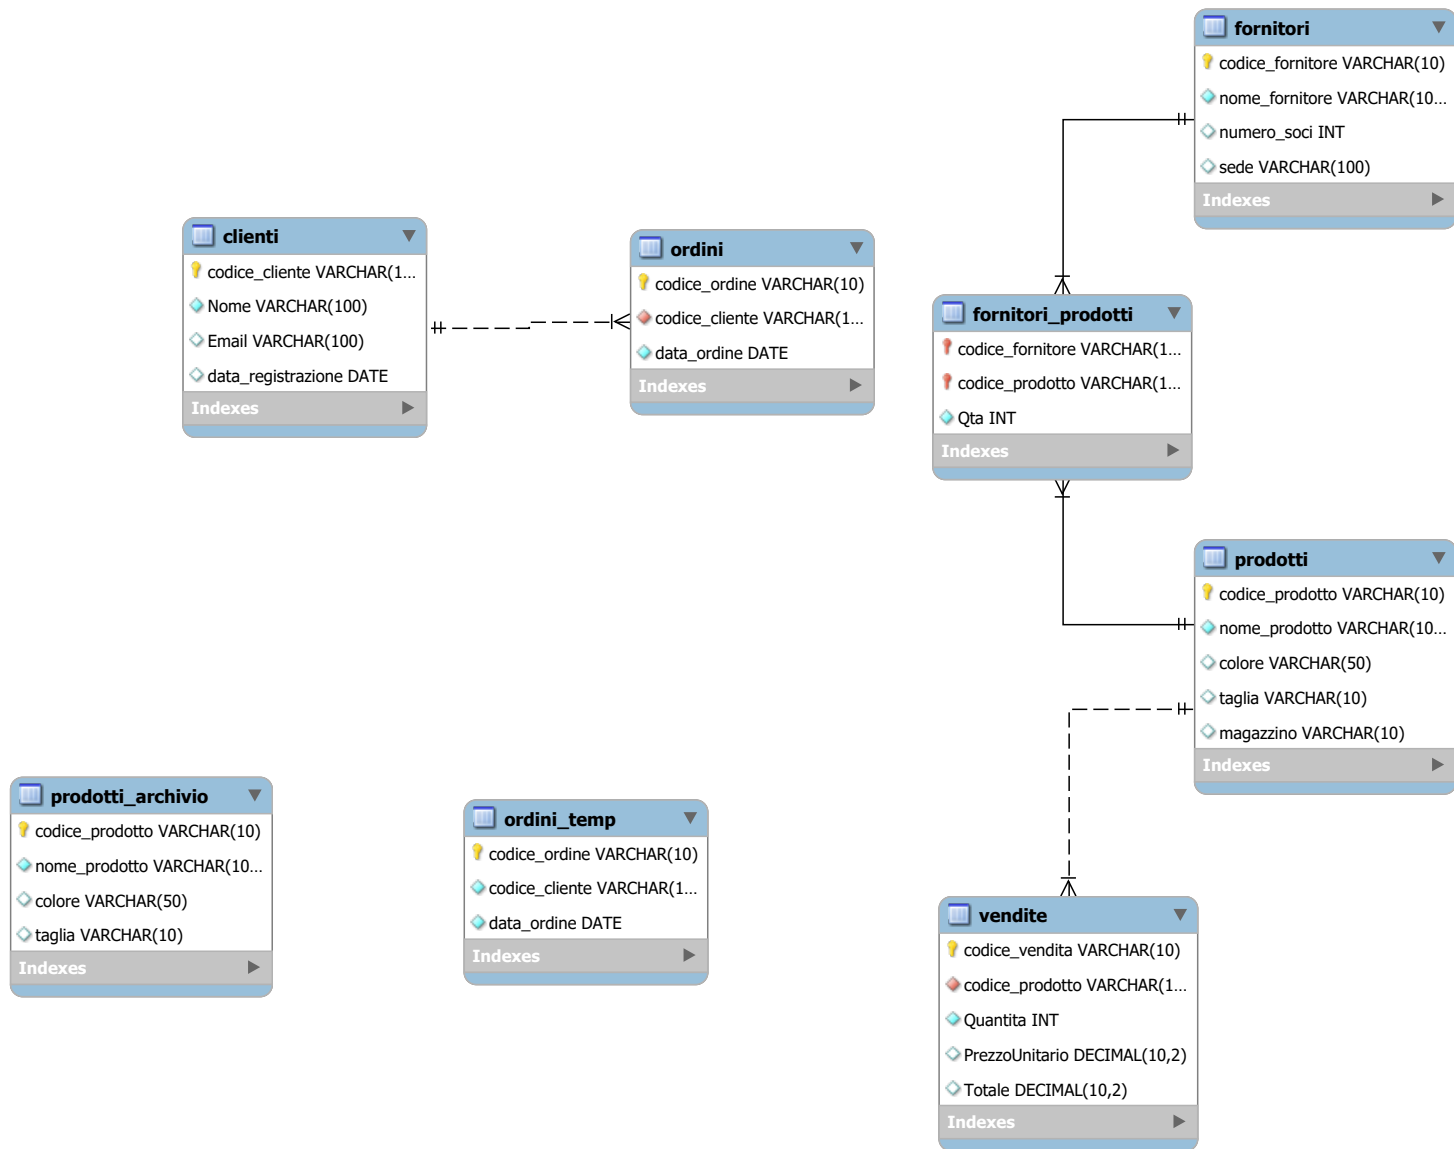 fornitori
codice_fornitore VARCHAR(10)
nome_fornitore VARCHAR(10...
numero_soci INT
sede VARCHAR(100)
Indexes
clienti
codice_cliente VARCHAR(1...
Nome VARCHAR(100)
Email VARCHAR(100)
data_registrazione DATE
Indexes
ordini
codice_ordine VARCHAR(10)
codice_cliente VARCHAR(1...
data_ordine DATE
Indexes
fornitori_prodotti
codice_fornitore VARCHAR(1...
codice_prodotto VARCHAR(1...
Qta INT
Indexes
prodotti
codice_prodotto VARCHAR(10)
nome_prodotto VARCHAR(10...
colore VARCHAR(50)
taglia VARCHAR(10)
magazzino VARCHAR(10)
Indexes
prodotti_archivio
codice_prodotto VARCHAR(10)
nome_prodotto VARCHAR(10...
colore VARCHAR(50)
taglia VARCHAR(10)
Indexes
ordini_temp
codice_ordine VARCHAR(10)
codice_cliente VARCHAR(1...
data_ordine DATE
Indexes
vendite
codice_vendita VARCHAR(10)
codice_prodotto VARCHAR(1...
Quantita INT
PrezzoUnitario DECIMAL(10,2)
Totale DECIMAL(10,2)
Indexes